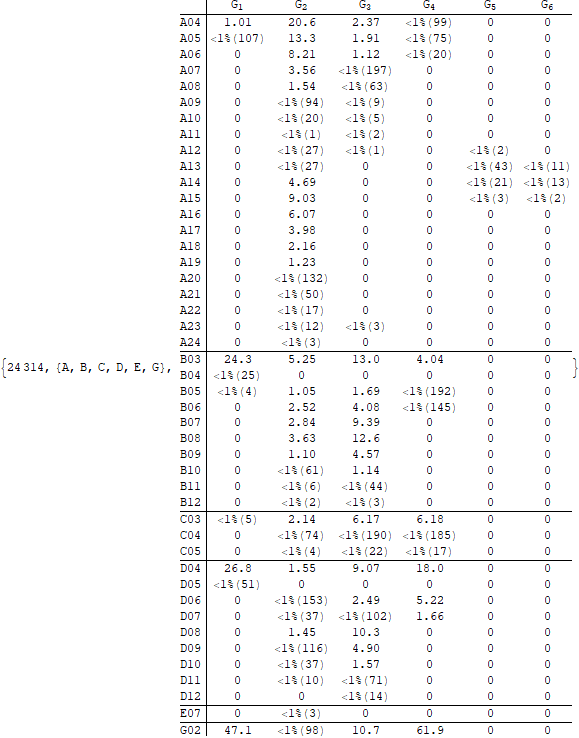 G1 G2 G3 G4 G5 G6
A04 1.01 20.6 2.37 <1%(99) 0 0
A05 <1%(107) 13.3 1.91 <1%(75) 0 0
A06 0 8.21 1.12 <1%(20) 0 0
A07 0 3.56 <1%(197) 0 0 0
A08 0 1.54 <1%(63) 0 0 0
A09 0 <1%(94) <1%(9) 0 0 0
A10 0 <1%(20) <1%(5) 0 0 0
A11 0 <1%(1) <1%(2) 0 0 0
A12 0 <1%(27) <1%(1) 0 <1%(2) 0
A13 0 <1%(27) 0 0 <1%(43) <1%(11)
A14 0 4.69 0 0 <1%(21) <1%(13)
A15 0 9.03 0 0 <1%(3) <1%(2)
A16 0 6.07 0 0 0 0
A17 0 3.98 0 0 0 0
A18 0 2.16 0 0 0 0
A19 0 1.23 0 0 0 0
A20 0 <1%(132) 0 0 0 0
A21 0 <1%(50) 0 0 0 0
A22 0 <1%(17) 0 0 0 0
A23 0 <1%(12) <1%(3) 0 0 0
A24 0 <1%(3) 0 0 0 0
B03 24.3 5.25 13.0 4.04 0 0
{24314, {A, B, C, D, E, G}, B04 <1%(25) 0 0 0 0 0 }
B05 <1%(4) 1.05 1.69 <1%(192) 0 0
B06 0 2.52 4.08 <1%(145) 0 0
B07 0 2.84 9.39 0 0 0
B08 0 3.63 12.6 0 0 0
B09 0 1.10 4.57 0 0 0
B10 0 <1%(61) 1.14 0 0 0
B11 0 <1%(6) <1%(44) 0 0 0
B12 0 <1%(2) <1%(3) 0 0 0
C03 <1%(5) 2.14 6.17 6.18 0 0
C04 0 <1%(74) <1%(190) <1%(185) 0 0
C05 0 <1%(4) <1%(22) <1%(17) 0 0
D04 26.8 1.55 9.07 18.0 0 0
D05 <1%(51) 0 0 0 0 0
D06 0 <1%(153) 2.49 5.22 0 0
D07 0 <1%(37) <1%(102) 1.66 0 0
D08 0 1.45 10.3 0 0 0
D09 0 <1%(116) 4.90 0 0 0
D10 0 <1%(37) 1.57 0 0 0
D11 0 <1%(10) <1%(71) 0 0 0
D12 0 0 <1%(14) 0 0 0
E07 0 <1%(3) 0 0 0 0
G02 47.1 <1%(98) 10.7 61.9 0 0